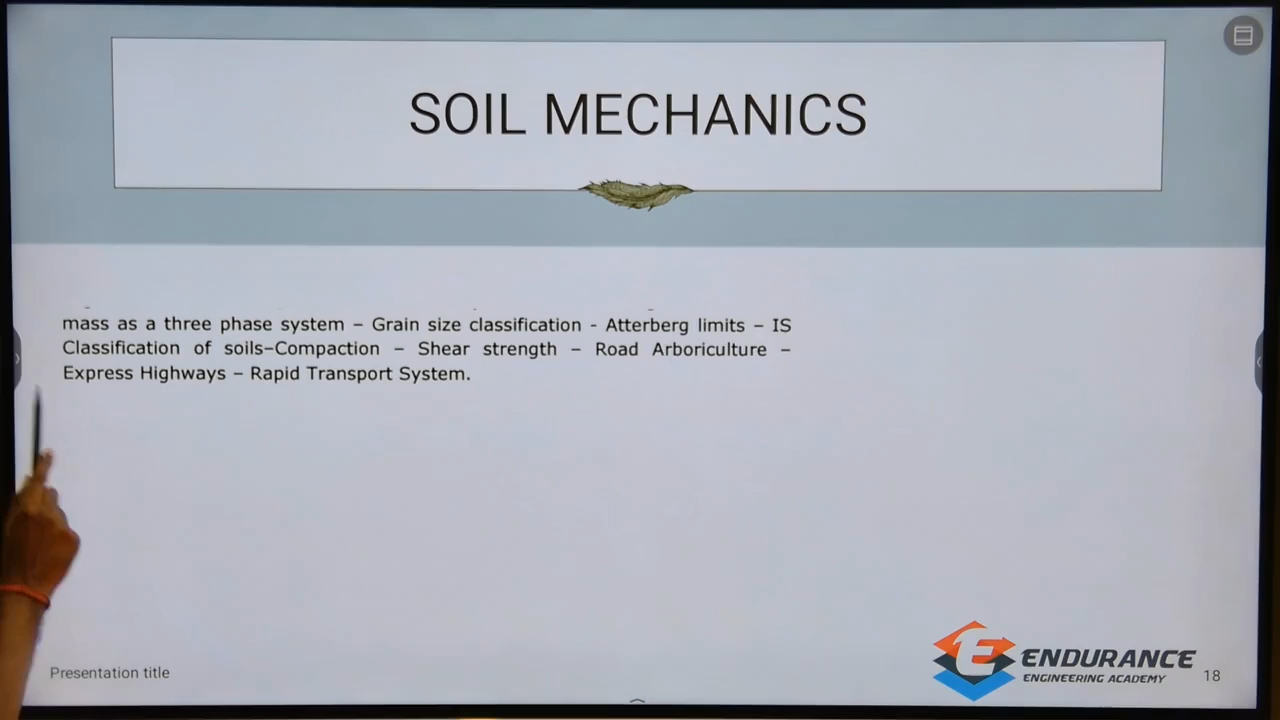 SOIL MECHANICS
mass as a three phase system – Grain size classification - Atterberg limits – IS
Classification of soils–Compaction – Shear strength – Road Arboriculture –
Express Highways – Rapid Transport System.
Presentation title
ENDURANCE
ENGINEERING ACADEMY
18